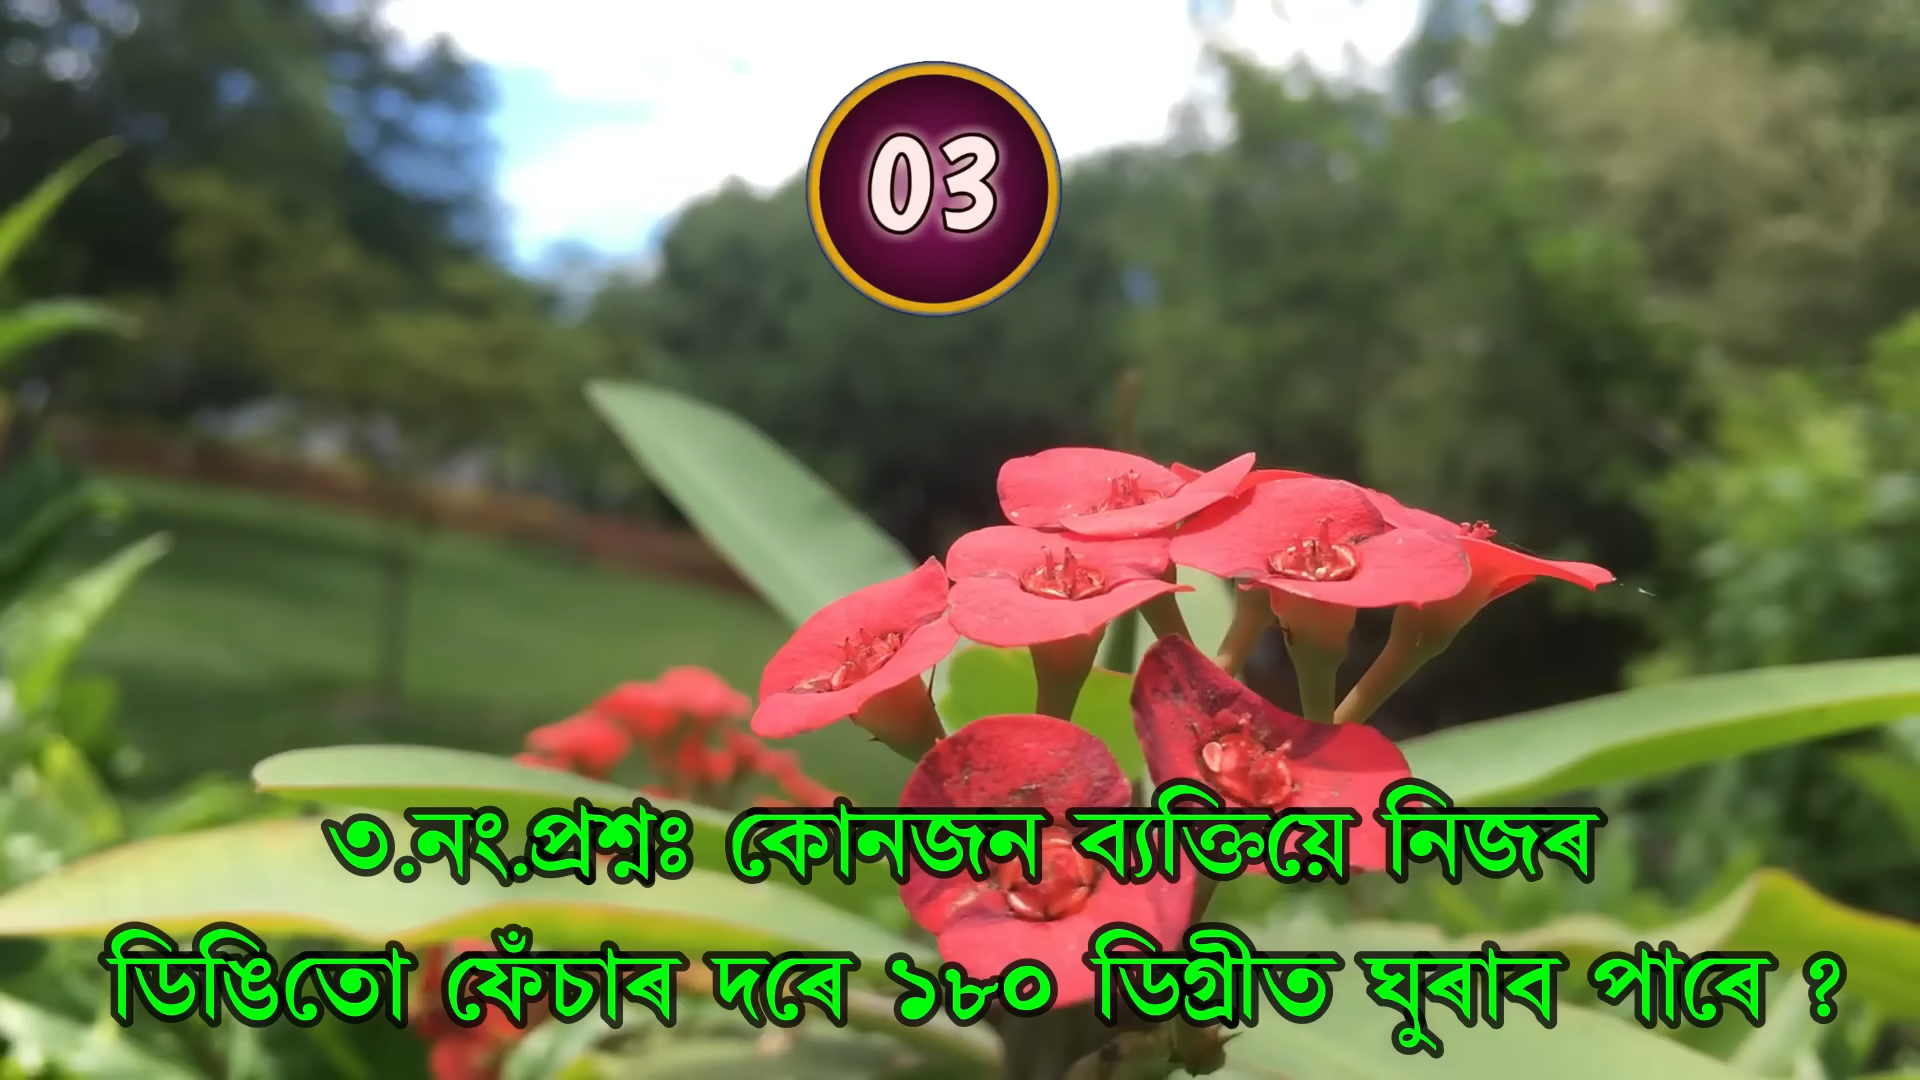 03
৩.নং.প্ৰশ্নঃ কোনজন ব্যক্তিয়ে নিজৰ
ডিঙিতো ফেঁচাৰ দৰে ১৮০ ডিগ্ৰীত ঘুৰাব পাৰে ?